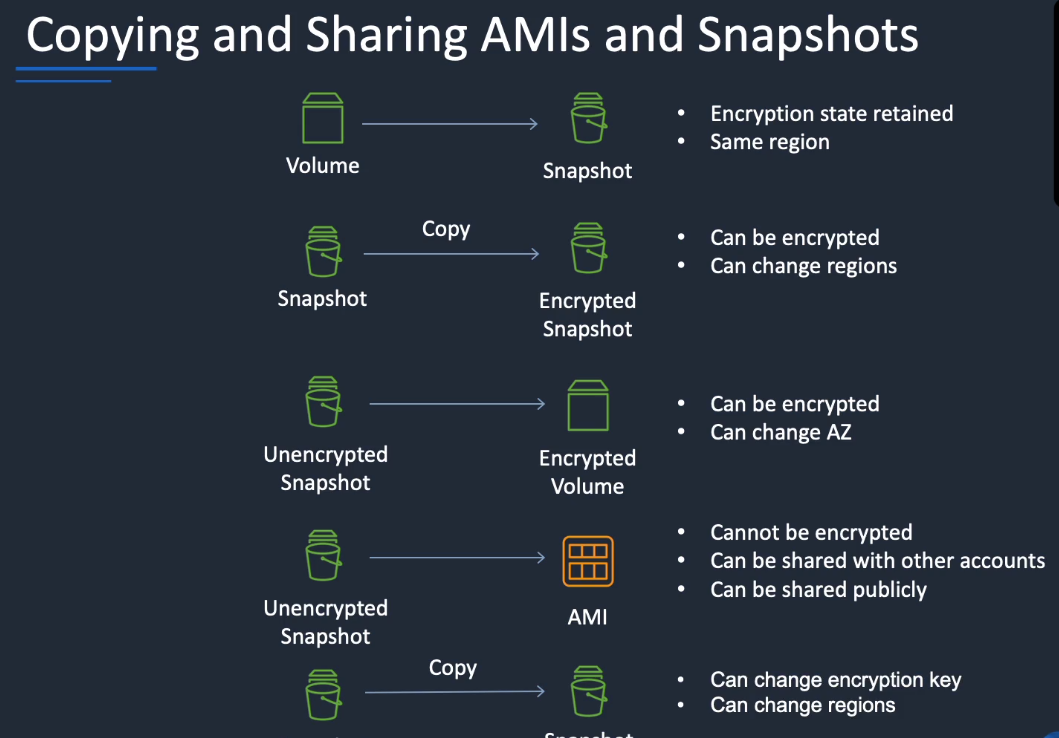 Copying and Sharing AMIs and Snapshots
Volume
Snapshot
• Encryption state retained
• Same region
Snapshot
Copy
Encrypted
Snapshot
• Can be encrypted
• Can change regions
Unencrypted
Snapshot
Encrypted
Volume
• Can be encrypted
• Can change AZ
Unencrypted
Snapshot
AMI
• Cannot be encrypted
• Can be shared with other accounts
• Can be shared publicly
Copy
Snapshot
• Can change encryption key
• Can change regions